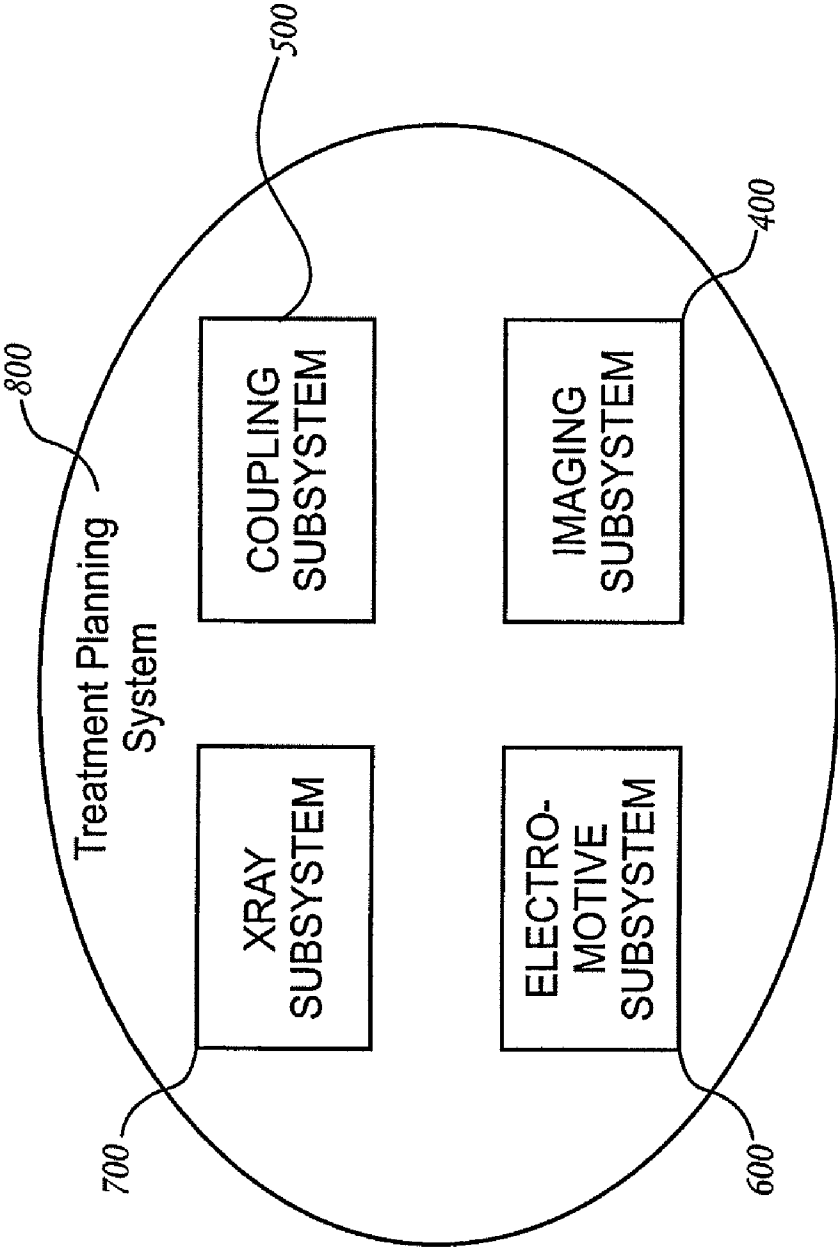 800
Treatment Planning
System
700
XRAY
SUBSYSTEM
500
COUPLING
SUBSYSTEM
ELECTRO-
MOTIVE
SUBSYSTEM
600
IMAGING
SUBSYSTEM
400